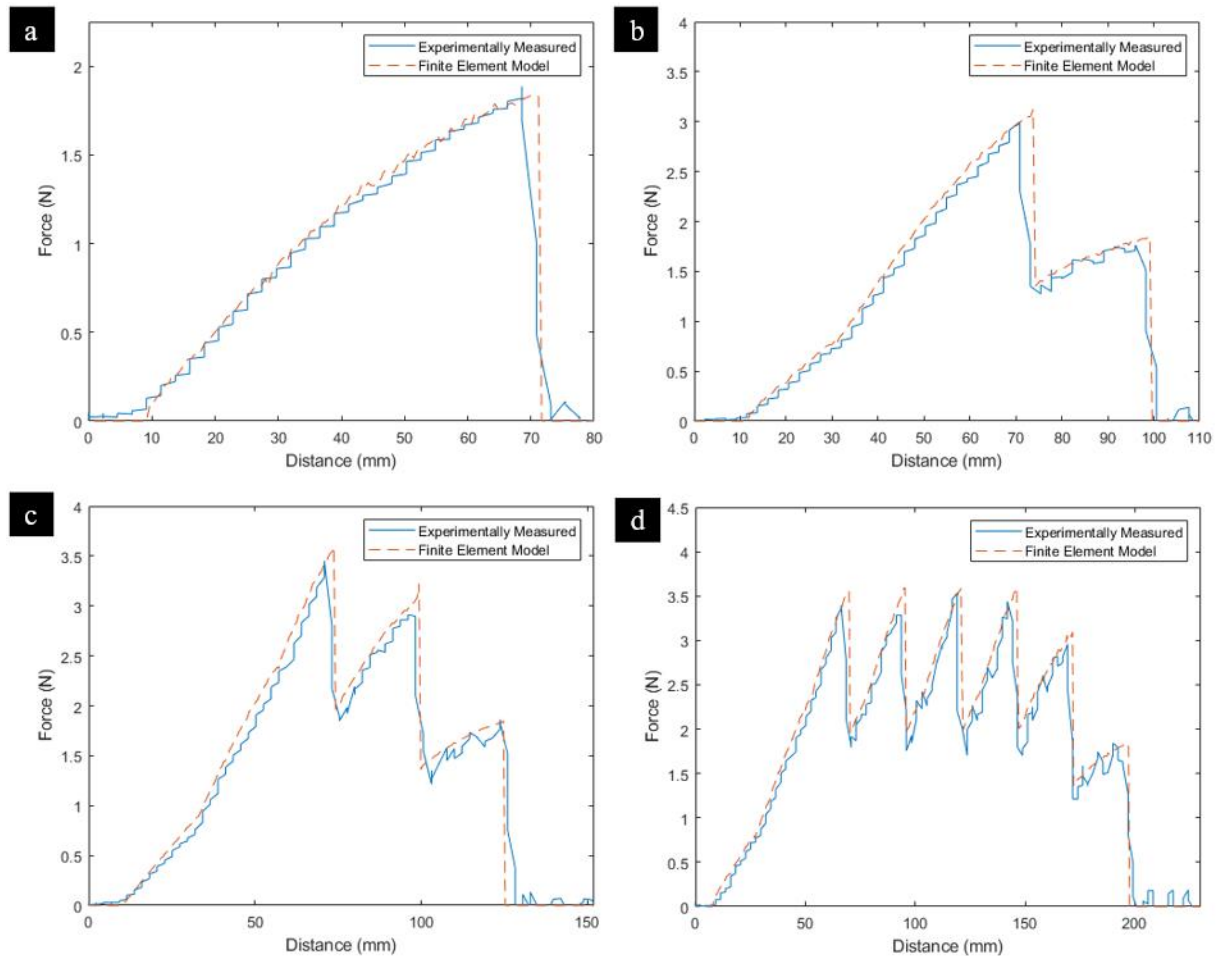 a
Experimentally Measured
Finite Element Model
2
1.5
1
0.5
0
0 10 20 30 40 50 60 70 80
Force (N)
Distance (mm)
b
Experimentally Measured
Finite Element Model
4
3.5
3
2.5
2
1.5
1
0.5
0
0 10 20 30 40 50 60 70 80 90 100 110
Force (N)
Distance (mm)
c
Experimentally Measured
Finite Element Model
4
3.5
3
2.5
2
1.5
1
0.5
0
0 50 100 150
Force (N)
Distance (mm)
d
Experimentally Measured
Finite Element Model
4.5
4
3.5
3
2.5
2
1.5
1
0.5
0
0 50 100 150 200
Force (N)
Distance (mm)